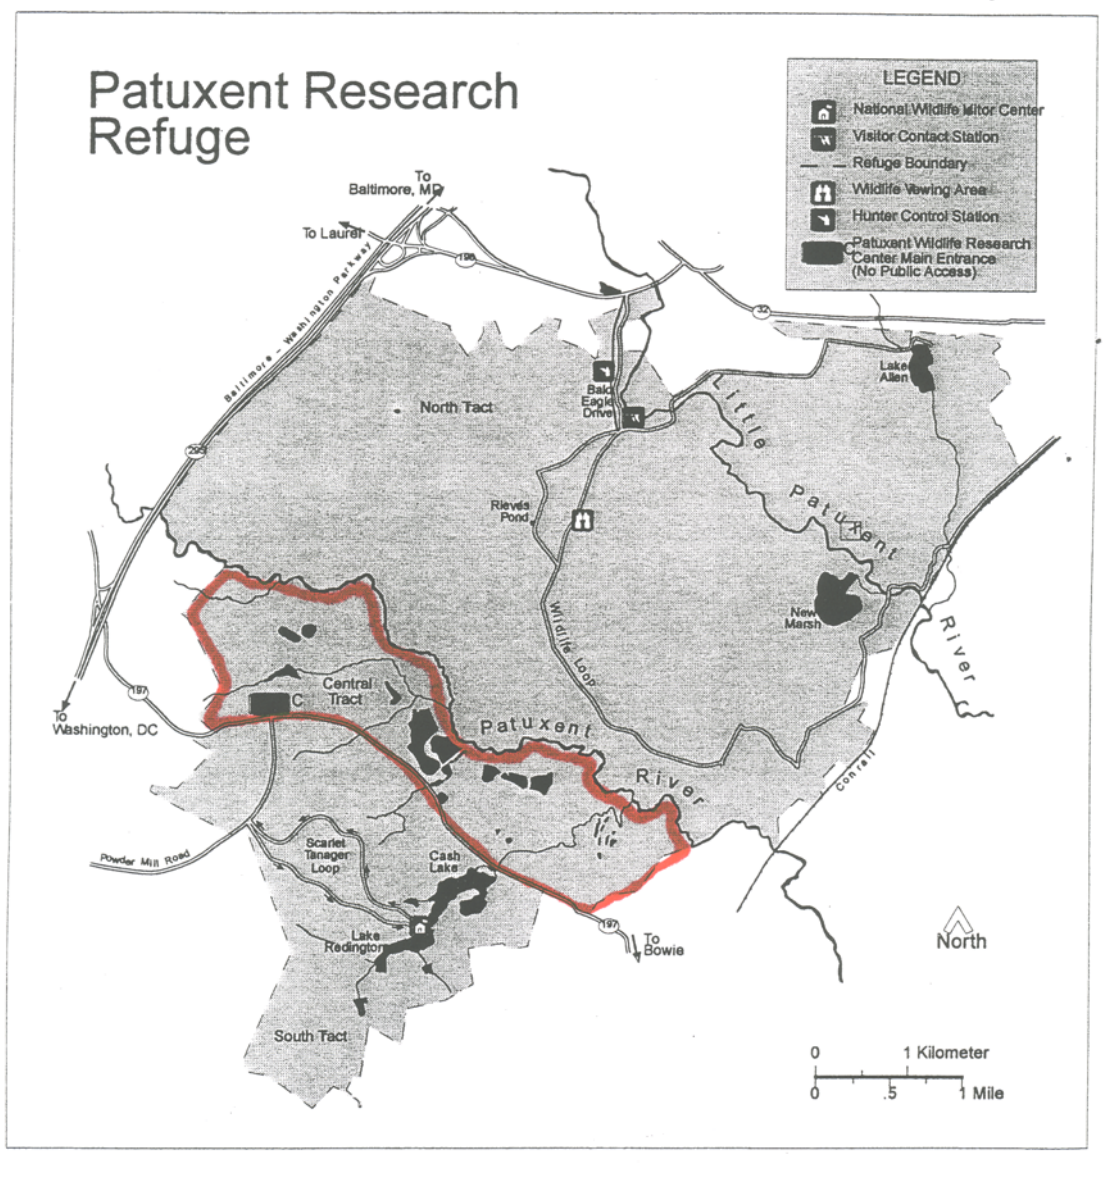 Patuxent Research
Refuge
LEGEND
National Wildlife Visitor Center
Visitor Contact Station
Refuge Boundary
Wildlife Viewing Area
Hunter Control Station
C
Patuxent Wildlife Research
Center Main Entrance
(No Public Access)
To
Baltimore, MD
To Laurel
Baltimore - Washington Parkway
198
32
Lake
Allen
Bald
Eagle
Drive
North Tact
Little
Patuxent
River
295
Rieves
Pond
New
Marsh
Wildlife Loop
Central
Tract
C
197
To
Washington, DC
Patuxent
River
Conrail
Powder Mill Road
Scarlet
Tanager
Loop
Cash
Lake
Lake
Redington
197
To
Bowie
North
South Tact
0 1 Kilometer
0 .5 1 Mile